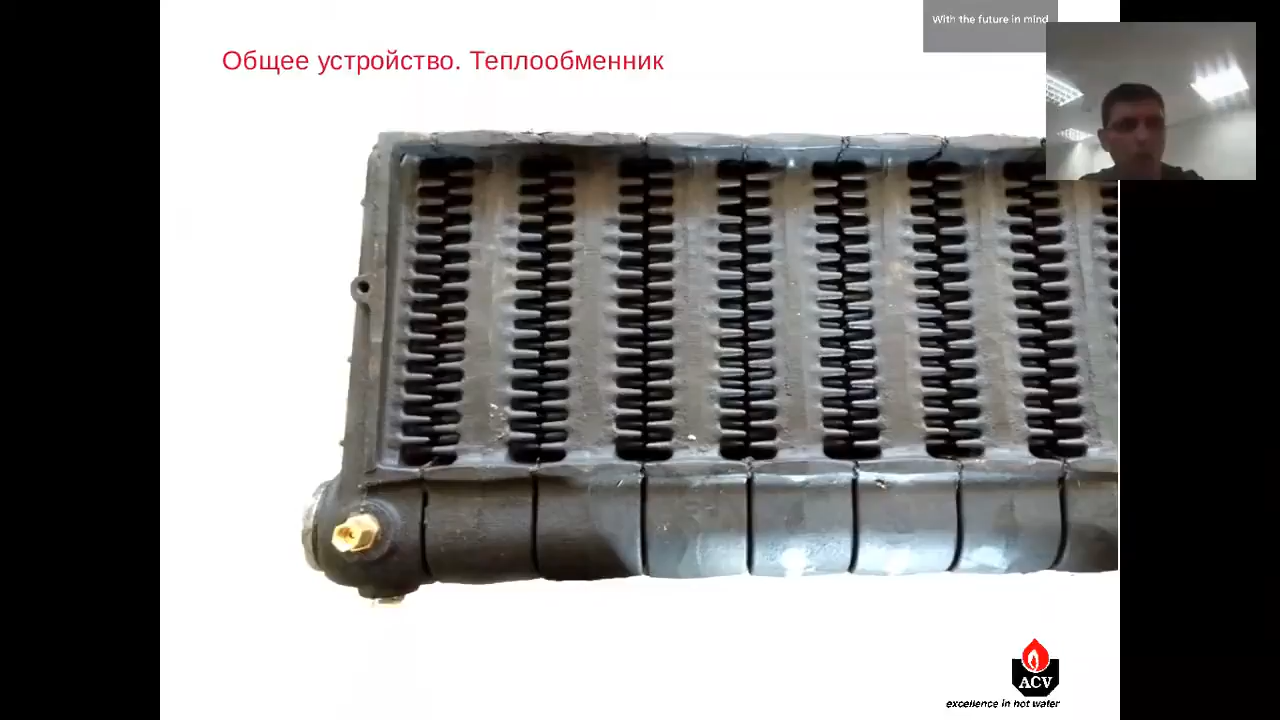 With the future in mind
Общее устройство. Теплообменник
ACV
excellence in hot water